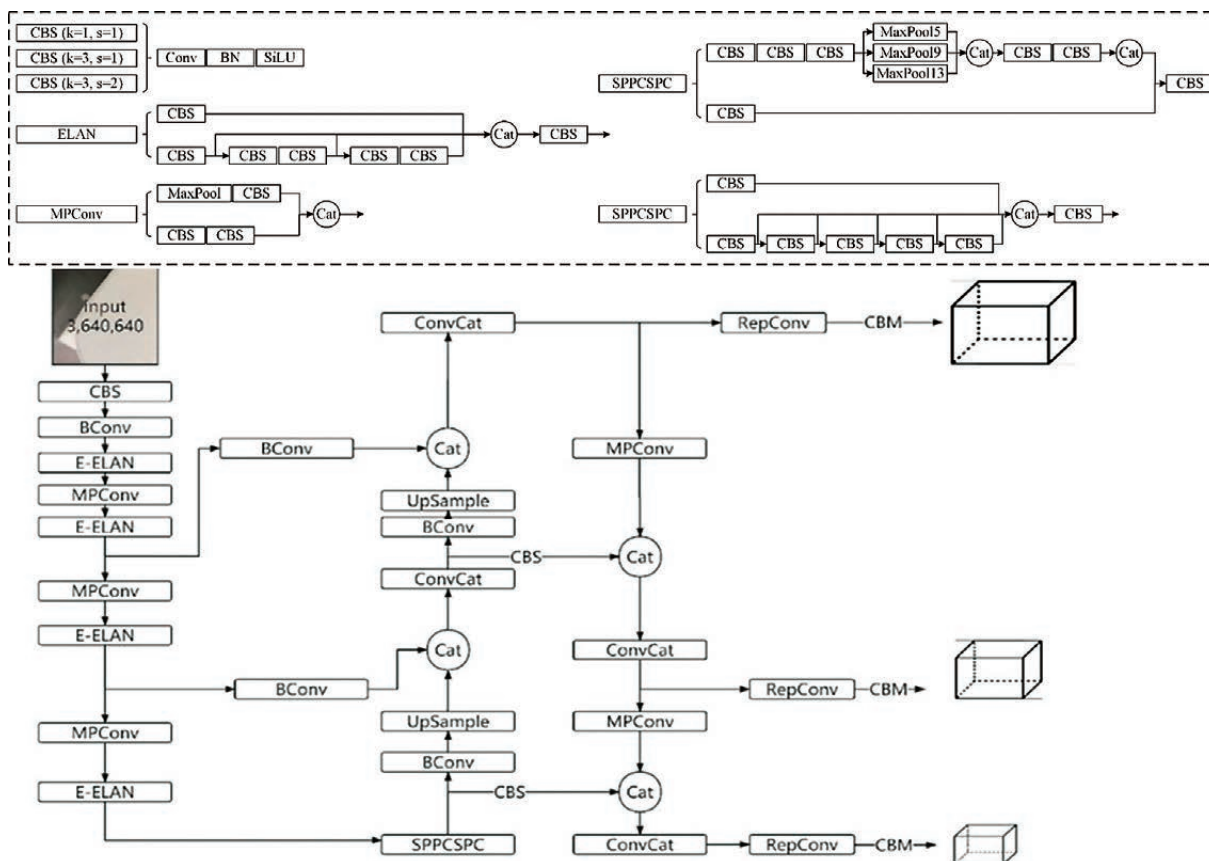 CBS (k=1, s=1)
CBS (k=3, s=1)
CBS (k=3, s=2)
Conv BN SiLU
ELAN
CBS
CBS CBS CBS CBS CBS
Cat CBS
MPConv
MaxPool CBS
CBS CBS
Cat
SPPCSPC
CBS CBS CBS
MaxPool5
MaxPool9
MaxPool13
Cat CBS CBS Cat
CBS
CBS
SPPCSPC
CBS
CBS CBS CBS CBS CBS
Cat CBS
Input
3,640,640
CBS
BConv
E-ELAN
MPConv
E-ELAN
MPConv
E-ELAN
MPConv
E-ELAN
BConv
BConv
ConvCat
Cat
UpSample
BConv
ConvCat
Cat
UpSample
BConv
SPPCSPC
CBS
CBS
MPConv
Cat
ConvCat
MPConv
Cat
ConvCat
RepConv CBM
RepConv CBM
RepConv CBM